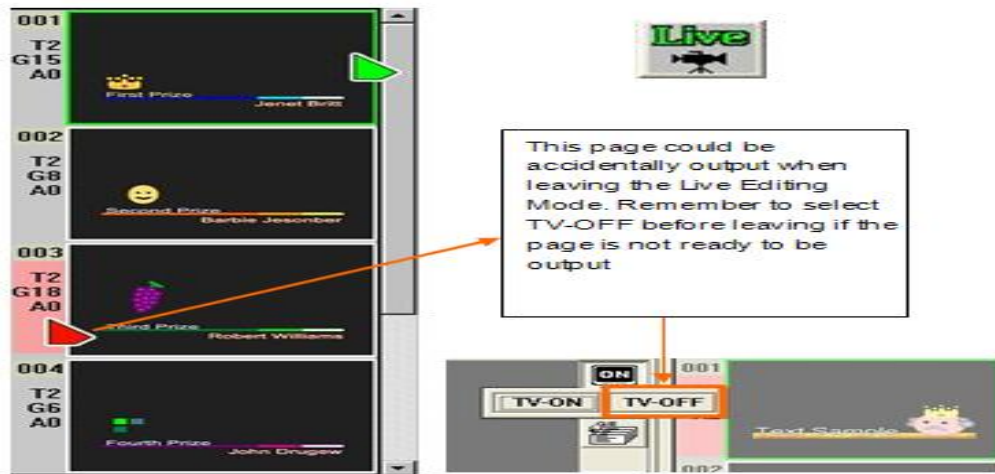 001
T2
G15
A0
First Prize
Jenet Britt
002
T2
G8
A0
Second Prize
Barbie Jesonber
003
T2
G18
A0
Third Prize
Robert Williams
004
T2
G6
A0
Fourth Prize
John Drugew
Live
This page could be
accidentally output when
leaving the Live Editing
Mode. Remember to select
TV-OFF before leaving if the
page is not ready to be
output
ON
TV-ON
TV-OFF
001
Text Sample
002